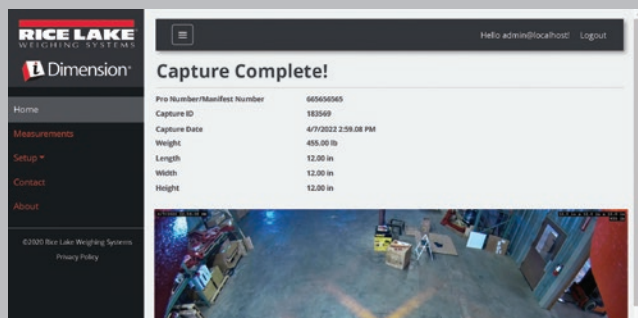 RICE LAKE
WEIGHING SYSTEMS
iDimension®
Home
Measurements
Setup
Contact
About
©2020 Rice Lake Weighing Systems
Privacy Policy
Hello admin@localhost! Logout
Capture Complete!
Pro Number/Manifest Number 665656565
Capture ID 183569
Capture Date 4/7/2022 2:59.08 PM
Weight 455.00 lb
Length 12.00 in
Width 12.00 in
Height 12.00 in